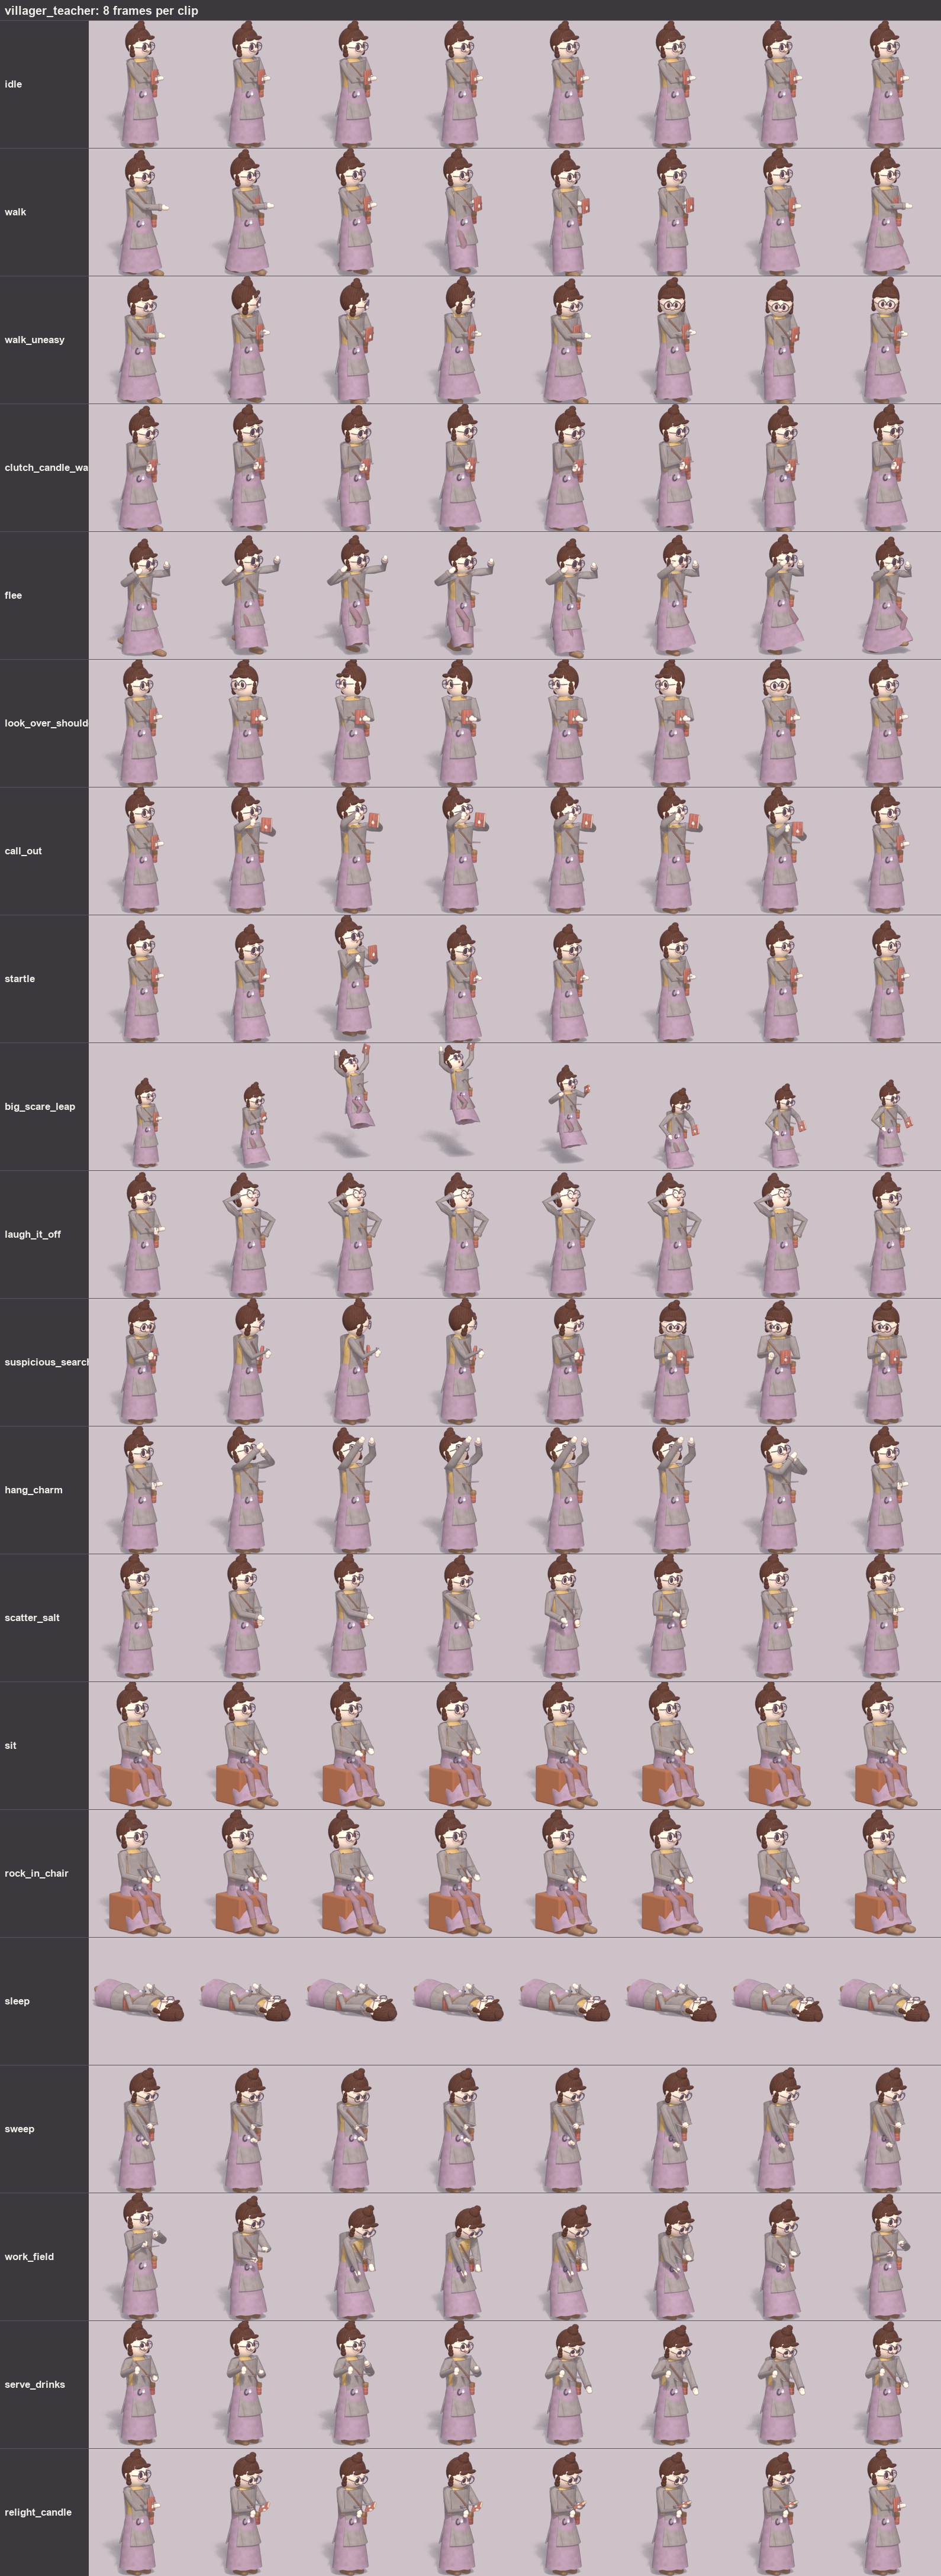 villager_teacher: 8 frames per clip
idle
walk
walk_uneasy
clutch_candle_wa
flee
look_over_should
call_out
startle
big_scare_leap
laugh_it_off
suspicious_search
hang_charm
scatter_salt
sit
rock_in_chair
sleep
sweep
work_field
serve_drinks
relight_candle